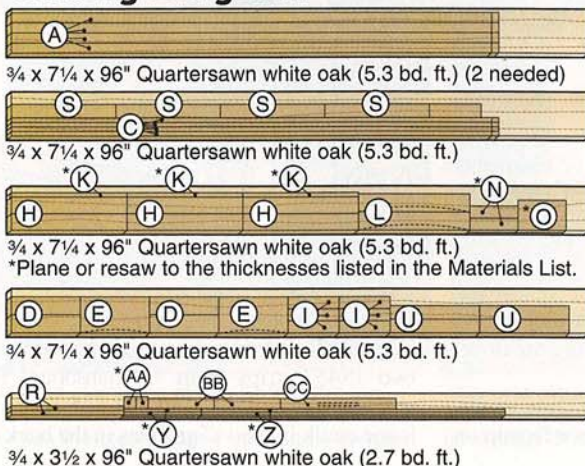 A
¾ x 7¼ x 96" Quartersawn white oak (5.3 bd. ft.) (2 needed)
S S S S
C
¾ x 7¼ x 96" Quartersawn white oak (5.3 bd. ft.)
*K *K *K *N
H H H L *O
¾ x 7¼ x 96" Quartersawn white oak (5.3 bd. ft.)
*Plane or resaw to the thicknesses listed in the Materials List.
D E D E I I U U
¾ x 7¼ x 96" Quartersawn white oak (5.3 bd. ft.)
R *AA BB CC
*Y *Z
¾ x 3½ x 96" Quartersawn white oak (2.7 bd. ft.)